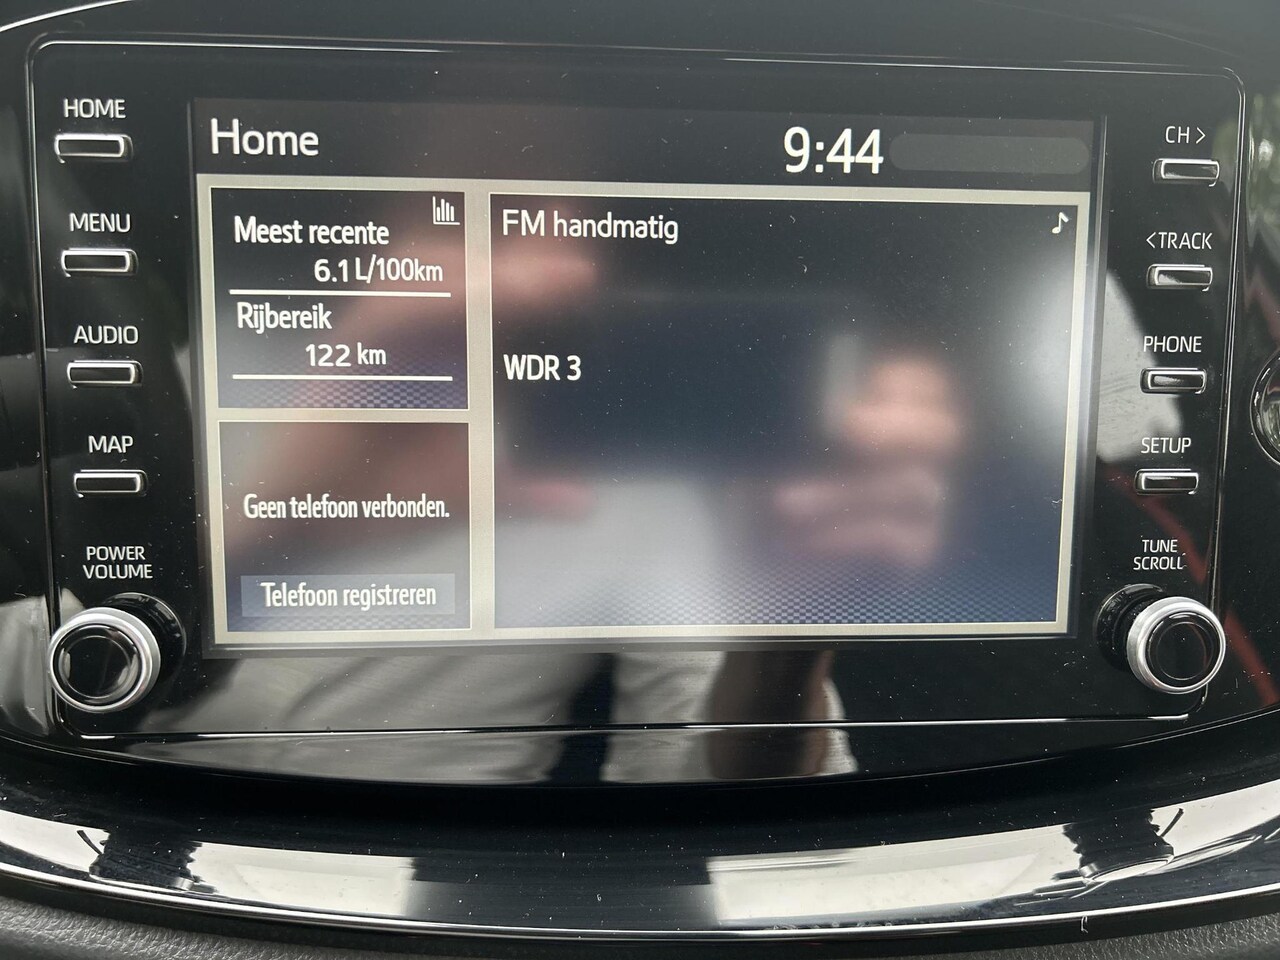 HOME
MENU
AUDIO
MAP
POWER
VOLUME
Home
9:44
Meest recente
6.1 L/100km
Rijbereik
122 km
Geen telefoon verbonden.
Telefoon registreren
FM handmatig
WDR 3
CH >
< TRACK
PHONE
SETUP
TUNE
SCROLL